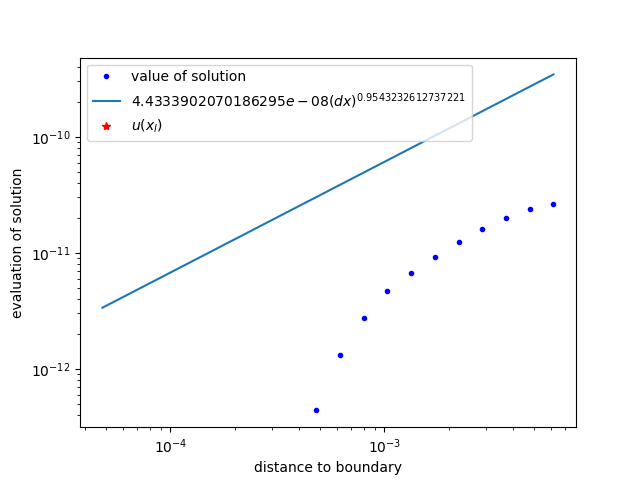 value of solution
4.4333902070186295e − 08(dx)^0.9543232612737221
u(x_l)
10^−10
10^−11
10^−12
evaluation of solution
10^−4
10^−3
distance to boundary